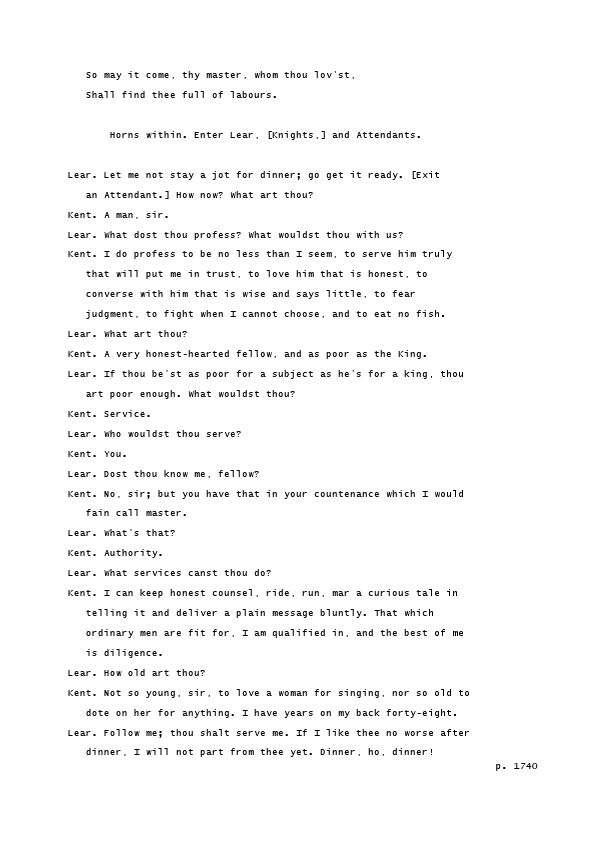 So may it come, thy master, whom thou lov'st,
Shall find thee full of labours.
Horns within. Enter Lear, [Knights,] and Attendants.
Lear. Let me not stay a jot for dinner; go get it ready. [Exit
an Attendant.] How now? What art thou?
Kent. A man, sir.
Lear. What dost thou profess? What wouldst thou with us?
Kent. I do profess to be no less than I seem, to serve him truly
that will put me in trust, to love him that is honest, to
converse with him that is wise and says little, to fear
judgment, to fight when I cannot choose, and to eat no fish.
Lear. What art thou?
Kent. A very honest-hearted fellow, and as poor as the King.
Lear. If thou be'st as poor for a subject as he's for a king, thou
art poor enough. What wouldst thou?
Kent. Service.
Lear. Who wouldst thou serve?
Kent. You.
Lear. Dost thou know me, fellow?
Kent. No, sir; but you have that in your countenance which I would
fain call master.
Lear. What's that?
Kent. Authority.
Lear. What services canst thou do?
Kent. I can keep honest counsel, ride, run, mar a curious tale in
telling it and deliver a plain message bluntly. That which
ordinary men are fit for, I am qualified in, and the best of me
is diligence.
Lear. How old art thou?
Kent. Not so young, sir, to love a woman for singing, nor so old to
dote on her for anything. I have years on my back forty-eight.
Lear. Follow me; thou shalt serve me. If I like thee no worse after
dinner, I will not part from thee yet. Dinner, ho, dinner!
p. 1740